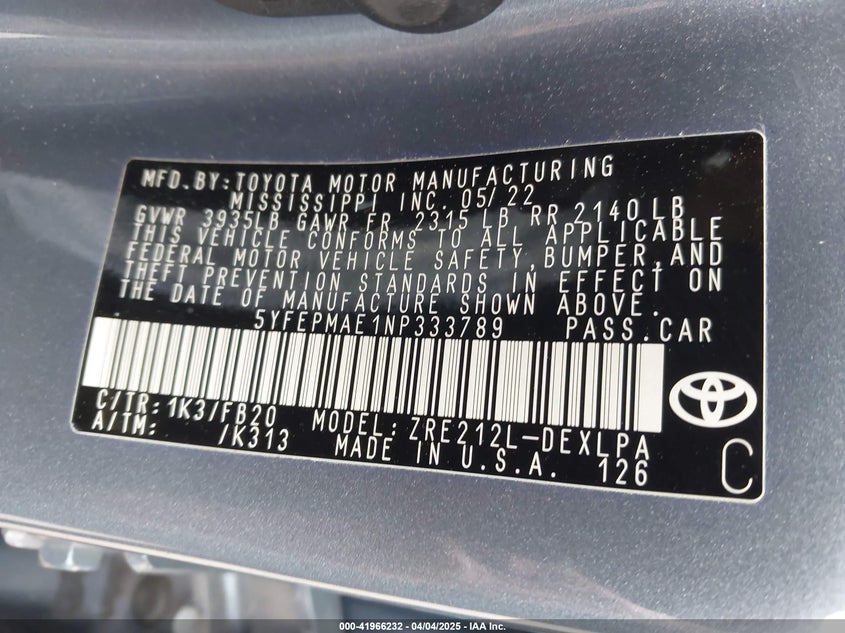 MFD.BY:TOYOTA MOTOR MANUFACTURING
MISSISSIPPI INC. 05/22
GVWR 3935LB GAWR FR 2315 LB RR 2140 LB
THIS VEHICLE CONFORMS TO ALL APPLICABLE
FEDERAL MOTOR VEHICLE SAFETY, BUMPER, AND
THEFT PREVENTION STANDARDS IN EFFECT ON
THE DATE OF MANUFACTURE SHOWN ABOVE.
5YFEPMAE1NP333789 PASS.CAR
C/TR:1K3/FB20 MODEL:ZRE212L-DEXLPA
A/TM: /K313 MADE IN U.S.A. 126
C
000-41966232 - 04/04/2025 - IAA Inc.